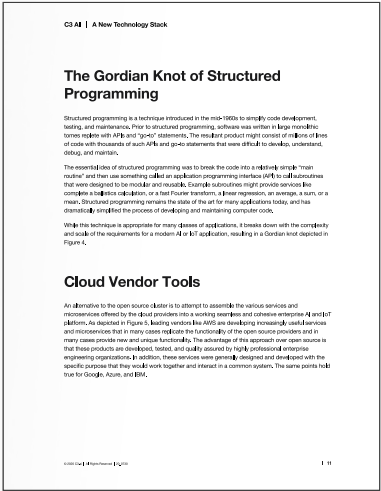 C3 AI | A New Technology Stack
The Gordian Knot of Structured
Programming
Structured programming is a technique introduced in the mid-1960s to simplify code development,
testing, and maintenance. Prior to structured programming, software was written in large monolithic
tomes replete with APIs and "go-to" statements. The resultant product might consist of millions of lines
of code with thousands of such APIs and go-to statements that were difficult to develop, understand,
debug, and maintain.
The essential idea of structured programming was to break the code into a relatively simple "main
routine" and then use something called an application programming interface (API) to call subroutines
that were designed to be modular and reusable. Example subroutines might provide services like
complete a ballistics calculation, or a fast Fourier transform, a linear regression, an average, a sum, or a
mean. Structured programming remains the state of the art for many applications today, and has
dramatically simplified the process of developing and maintaining computer code.
While this technique is appropriate for many classes of applications, it breaks down with the complexity
and scale of the requirements for a modern AI or IoT application, resulting in a Gordian knot depicted in
Figure 4.
Cloud Vendor Tools
An alternative to the open source cluster is to attempt to assemble the various services and
microservices offered by the cloud providers into a working seamless and cohesive enterprise AI and IoT
platform. As depicted in Figure 5, leading vendors like AWS are developing increasingly useful services
and microservices that in many cases replicate the functionality of the open source providers and in
many cases provide new and unique functionality. The advantage of this approach over open source is
that these products are developed, tested, and quality assured by highly professional enterprise
engineering organizations. In addition, these services were generally designed and developed with the
specific purpose that they would work together and interact in a common system. The same points hold
true for Google, Azure, and IBM.
All Rights Reserved
| 11